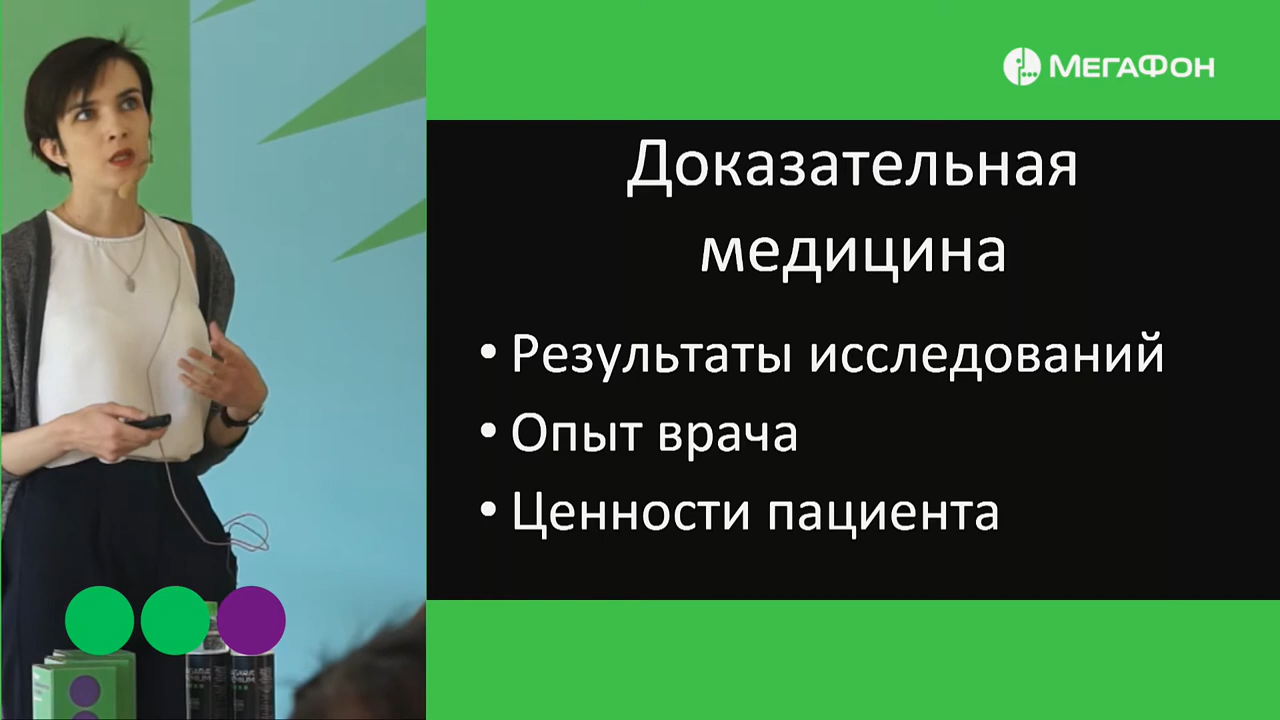 МЕГАФОН
Доказательная
медицина
• Результаты исследований
• Опыт врача
• Ценности пациента